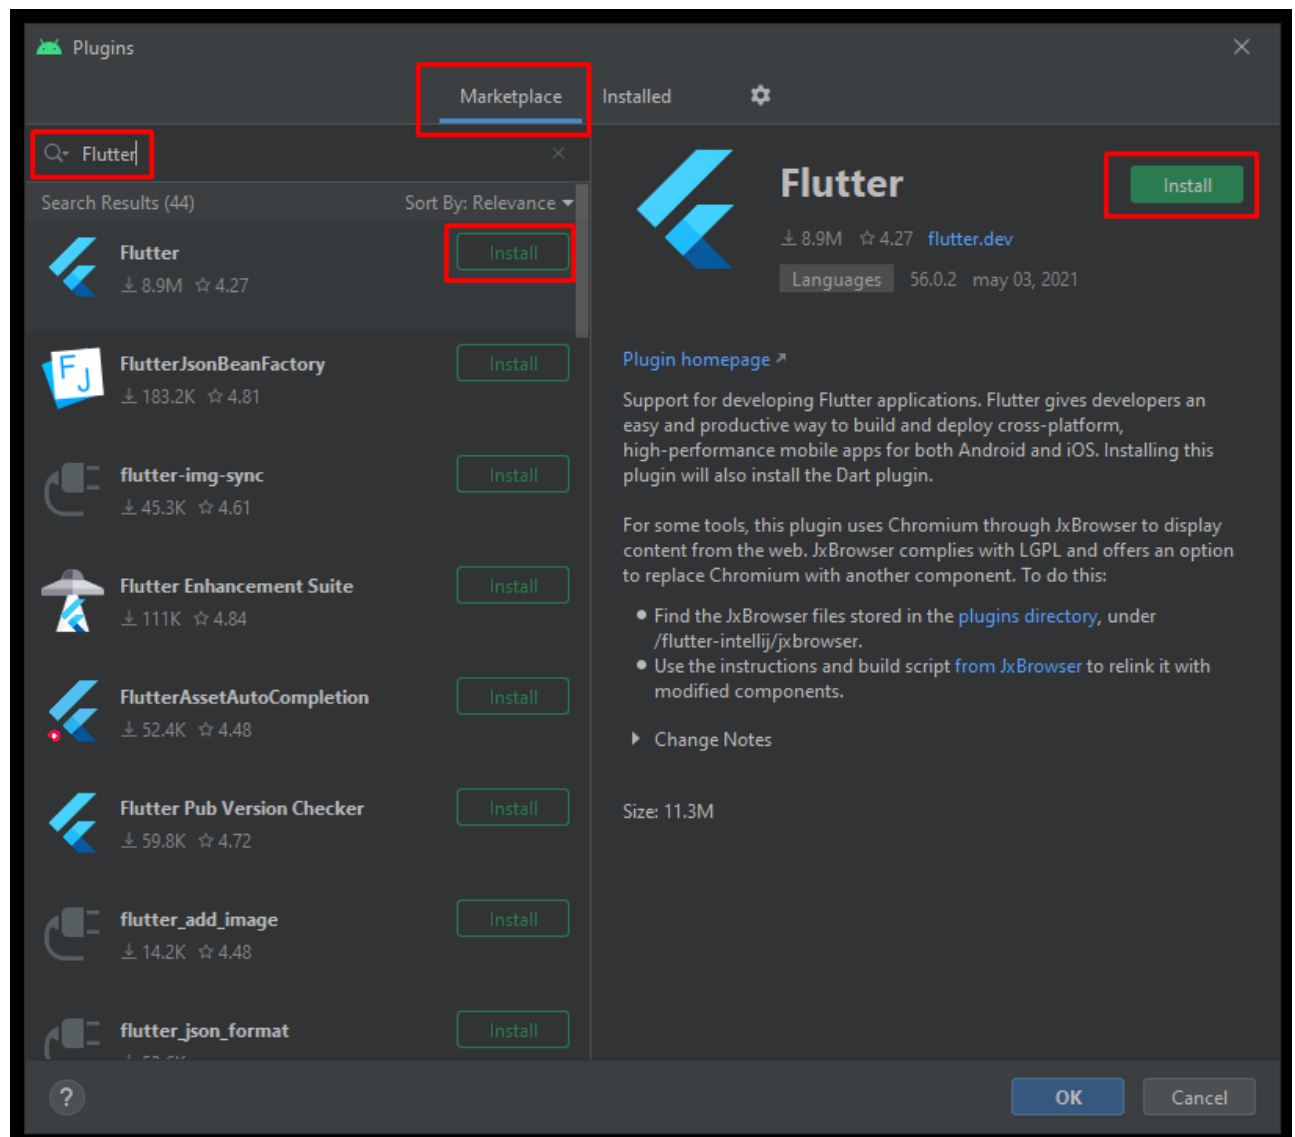 Plugins
Marketplace Installed
Flutter
Search Results (44) Sort By: Relevance
Flutter Install
8.9M 4.27
FlutterJsonBeanFactory Install
183.2K 4.81
flutter-img-sync Install
45.3K 4.61
Flutter Enhancement Suite Install
111K 4.84
FlutterAssetAutoCompletion Install
52.4K 4.48
Flutter Pub Version Checker Install
59.8K 4.72
flutter_add_image Install
14.2K 4.48
flutter_json_format Install
Flutter Install
8.9M 4.27 flutter.dev
Languages 56.0.2 may 03, 2021
Plugin homepage
Support for developing Flutter applications. Flutter gives developers an
easy and productive way to build and deploy cross-platform,
high-performance mobile apps for both Android and iOS. Installing this
plugin will also install the Dart plugin.
For some tools, this plugin uses Chromium through JxBrowser to display
content from the web. JxBrowser complies with LGPL and offers an option
to replace Chromium with another component. To do this:
Find the JxBrowser files stored in the plugins directory, under
/flutter-intellij/jxbrowser.
Use the instructions and build script from JxBrowser to relink it with
modified components.
Change Notes
Size: 11.3M
? OK Cancel